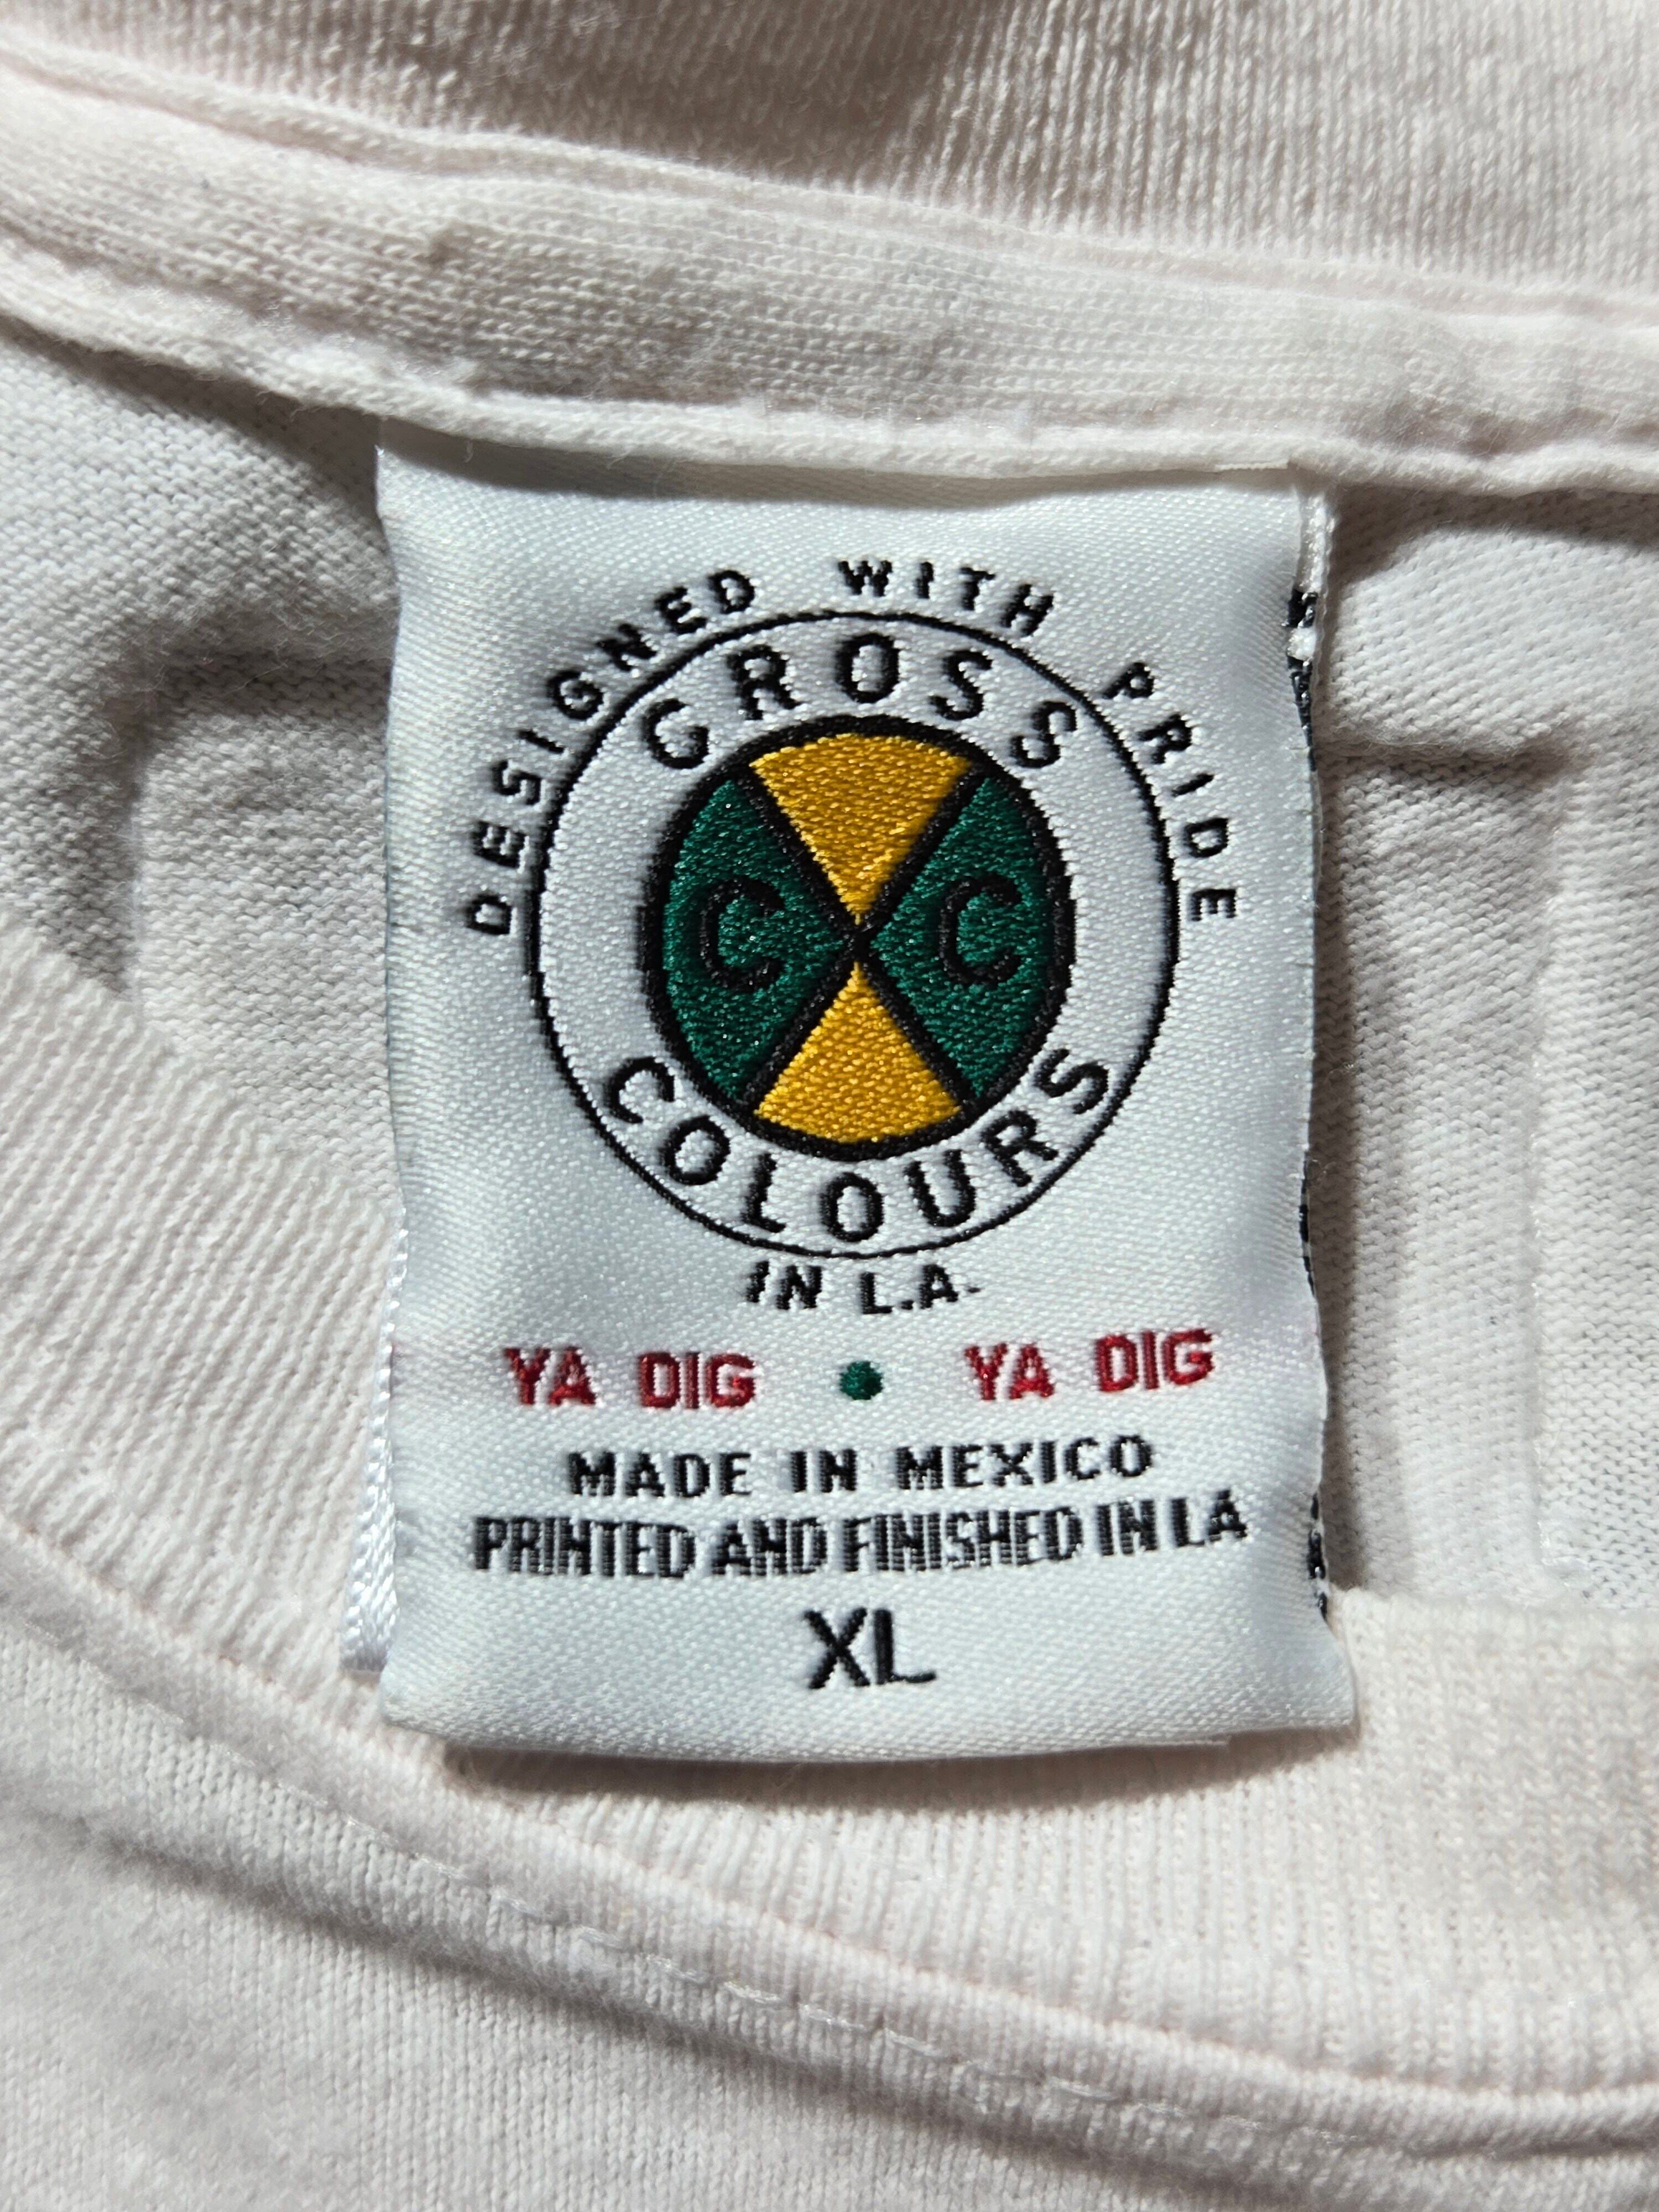 DESIGNED WITH PRIDE
CROSS
C C
COLOURS
IN L.A.
YA DIG • YA DIG
MADE IN MEXICO
PRINTED AND FINISHED IN LA
XL